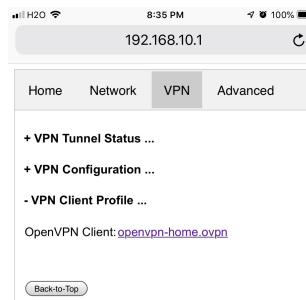 H2O 8:35 PM 100%
192.168.10.1
Home Network VPN Advanced
+ VPN Tunnel Status ...
+ VPN Configuration ...
- VPN Client Profile ...
OpenVPN Client: openvpn-home.ovpn
Back-to-Top